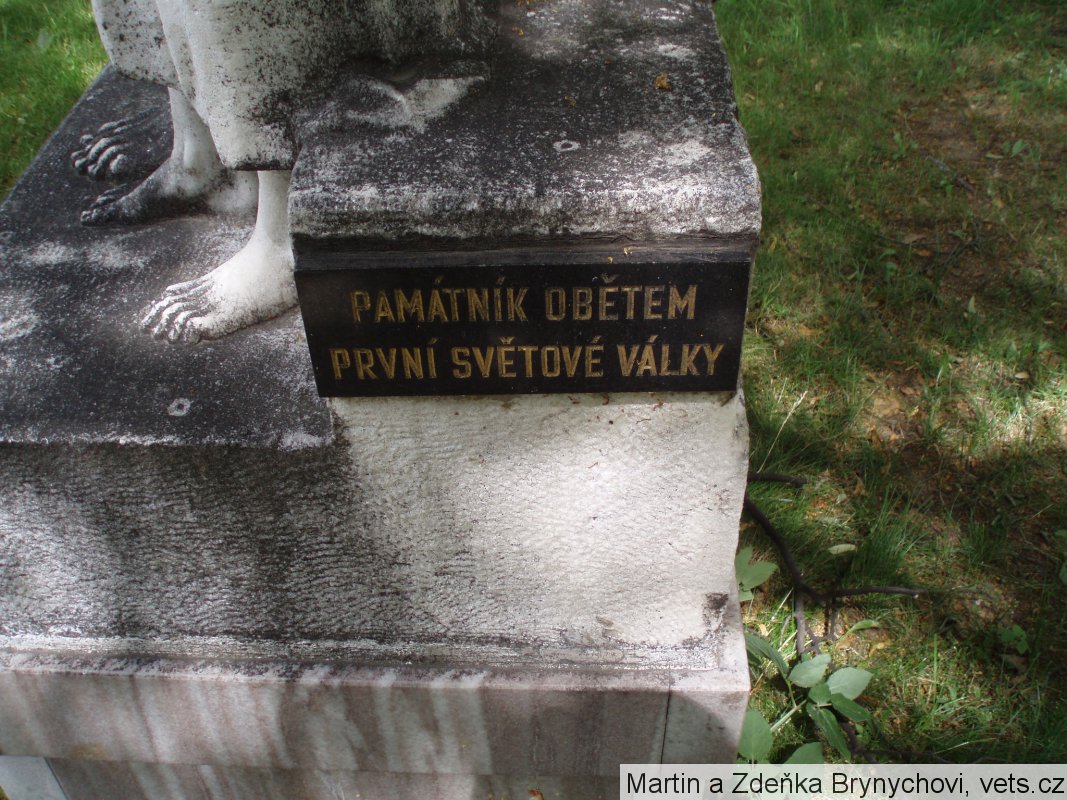 PAMÁTNÍK OBĚTEM
PRVNÍ SVĚTOVÉ VÁLKY
Martin a Zdeňka Brynychovi, vets.cz